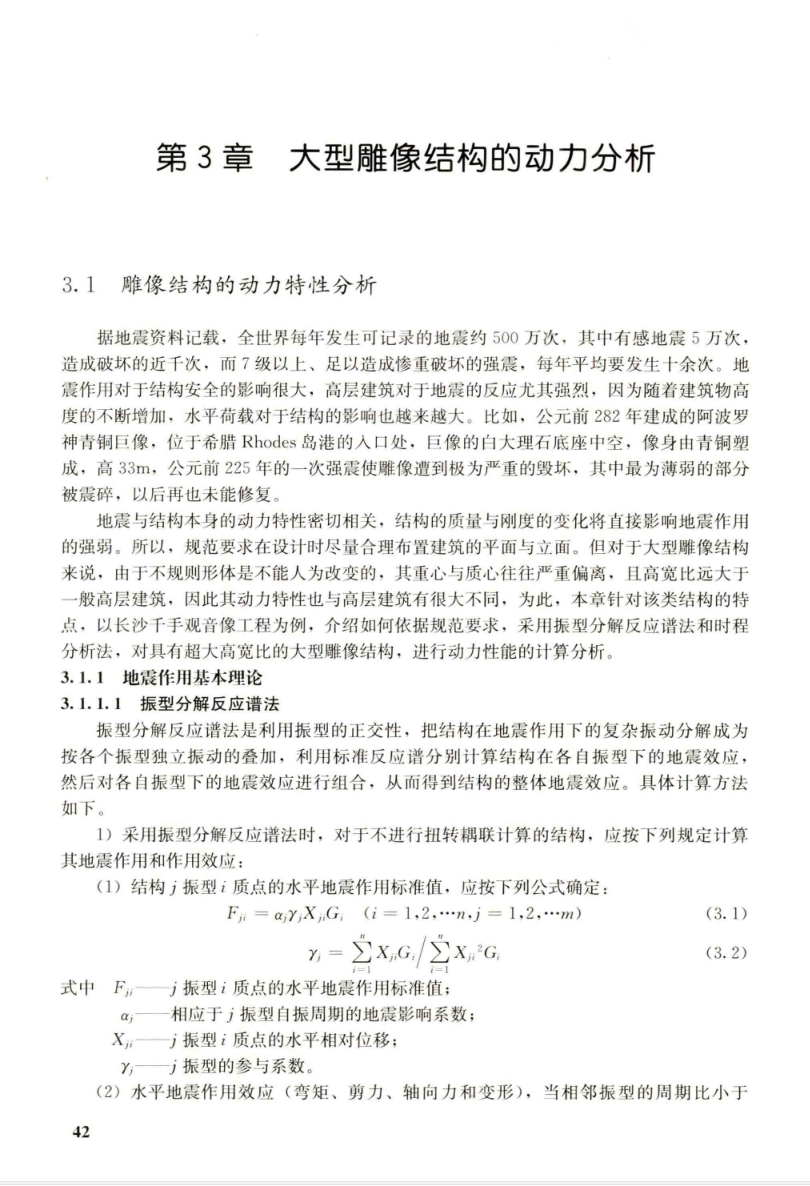 第3章 大型雕像结构的动力分析
3.1 雕像结构的动力特性分析
据地震资料记载，全世界每年发生可记录的地震约500万次，其中有感地震5万次，
造成破坏的近千次，而7级以上、足以造成惨重破坏的强震，每年平均要发生十余次。地
震作用对于结构安全的影响很大，高层建筑对于地震的反应尤其强烈，因为随着建筑物高
度的不断增加，水平荷载对于结构的影响也越来越大。比如，公元前282年建成的阿波罗
神青铜巨像，位于希腊Rhodes岛港的入口处，巨像的白大理石底座中空，像身由青铜塑
成，高33m，公元前225年的一次强震使雕像遭到极为严重的毁坏，其中最为薄弱的部分
被震碎，以后再也未能修复。
地震与结构本身的动力特性密切相关，结构的质量与刚度的变化将直接影响地震作用
的强弱。所以，规范要求在设计时尽量合理布置建筑的平面与立面。但对于大型雕像结构
来说，由于不规则形体是不能人为改变的，其重心与质心往往严重偏离，且高宽比远大于
一般高层建筑，因此其动力特性也与高层建筑有很大不同，为此，本章针对该类结构的特
点，以长沙千手观音像工程为例，介绍如何依据规范要求，采用振型分解反应谱法和时程
分析法，对具有超大高宽比的大型雕像结构，进行动力性能的计算分析。
3.1.1 地震作用基本理论
3.1.1.1 振型分解反应谱法
振型分解反应谱法是利用振型的正交性，把结构在地震作用下的复杂振动分解成为
按各个振型独立振动的叠加，利用标准反应谱分别计算结构在各自振型下的地震效应，
然后对各自振型下的地震效应进行组合，从而得到结构的整体地震效应。具体计算方法
如下。
1）采用振型分解反应谱法时，对于不进行扭转耦联计算的结构，应按下列规定计算
其地震作用和作用效应：
（1）结构j振型i质点的水平地震作用标准值，应按下列公式确定：
F_{ji} = α_jγ_jX_{ji}G_i (i = 1,2,…n,j = 1,2,…m) (3.1)
γ_j = \sum_{i=1}^{n} X_{ji}G_i / \sum_{i=1}^{n} X_{ji}^2G_i (3.2)
式中 F_{ji}——j振型i质点的水平地震作用标准值；
α_j——相应于j振型自振周期的地震影响系数；
X_{ji}——j振型i质点的水平相对位移；
γ_j——j振型的参与系数。
（2）水平地震作用效应（弯矩、剪力、轴向力和变形），当相邻振型的周期比小于
42